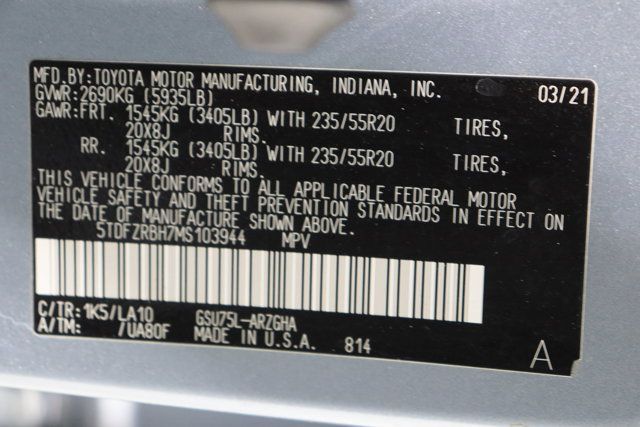 MFD.BY:TOYOTA MOTOR MANUFACTURING, INDIANA, INC. 03/21
GVWR:2690KG (5935LB)
GAWR:FRT. 1545KG (3405LB) WITH 235/55R20 TIRES,
20X8J RIMS.
RR. 1545KG (3405LB) WITH 235/55R20 TIRES,
20X8J RIMS.
THIS VEHICLE CONFORMS TO ALL APPLICABLE FEDERAL MOTOR
VEHICLE SAFETY AND THEFT PREVENTION STANDARDS IN EFFECT ON
THE DATE OF MANUFACTURE SHOWN ABOVE.
5TDFZRBH7MS103944 MPV
C/TR:1K5/LA10 GSU75L-ARZGHA
A/TM: /UA80F MADE IN U.S.A. 814 A